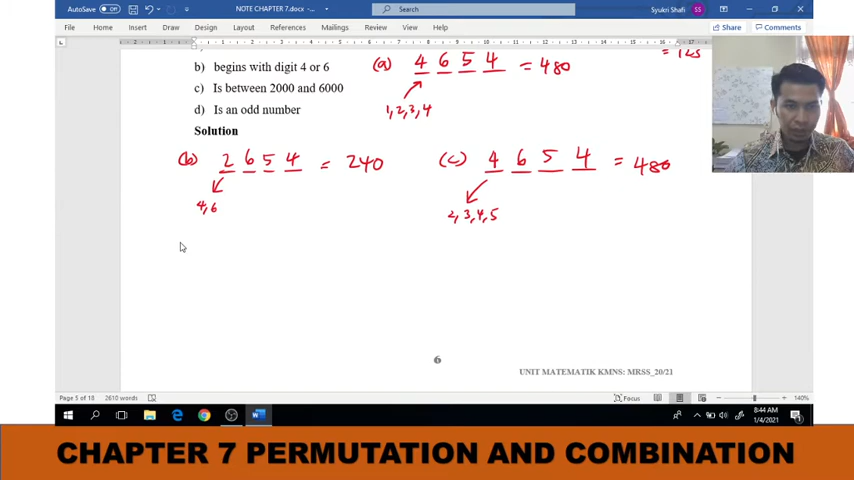 AutoSave Off NOTE CHAPTER 7.docx... Search Syukri Shafi SS
File Home Insert Draw Design Layout References Mailings Review View Help Share Comments
= 125
(a) 4 6 5 4 = 480
b) begins with digit 4 or 6
c) Is between 2000 and 6000
1,2,3,4
d) Is an odd number
Solution
(b) 2 6 5 4 = 240 (c) 4 6 5 4 = 480
4,6
2,3,4,5
6
UNIT MATEMATIK KMNS: MRSS_20/21
Page 5 of 18 2610 words Focus 140%
8:44 AM
1/4/2021
CHAPTER 7 PERMUTATION AND COMBINATION